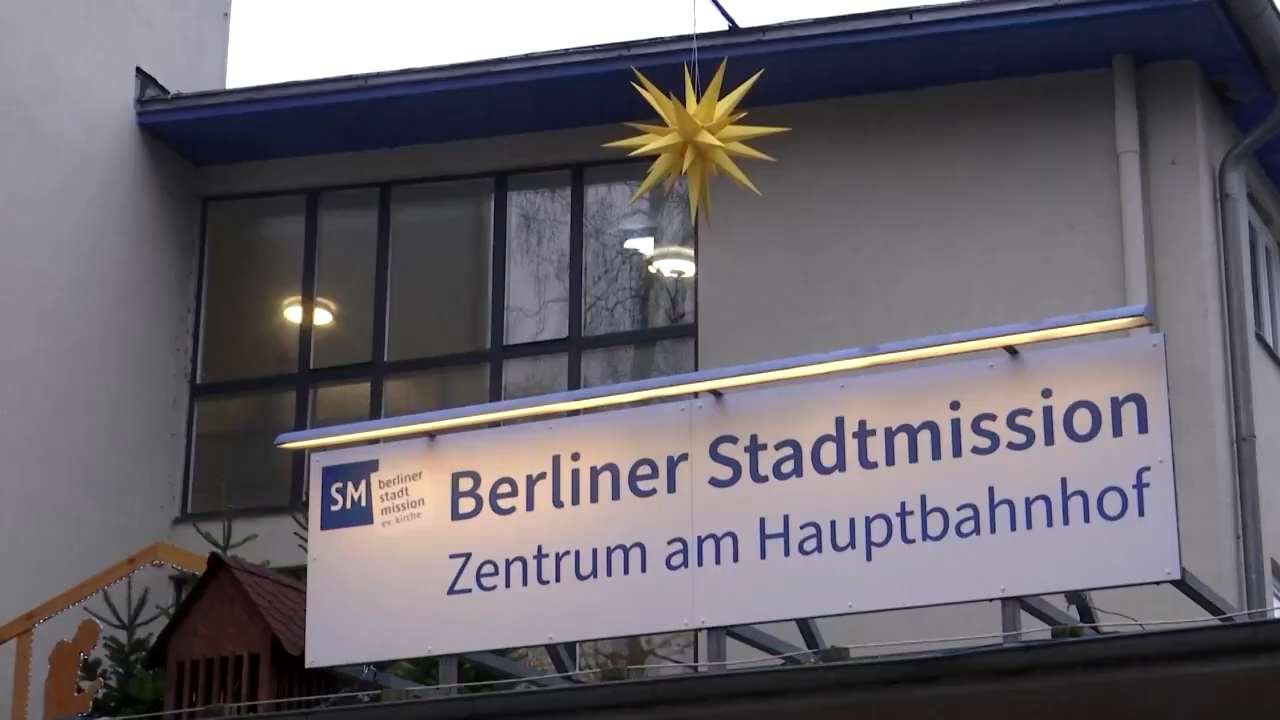 SM
berliner
stadt
mission
ev. kirche
Berliner Stadtmission
Zentrum am Hauptbahnhof